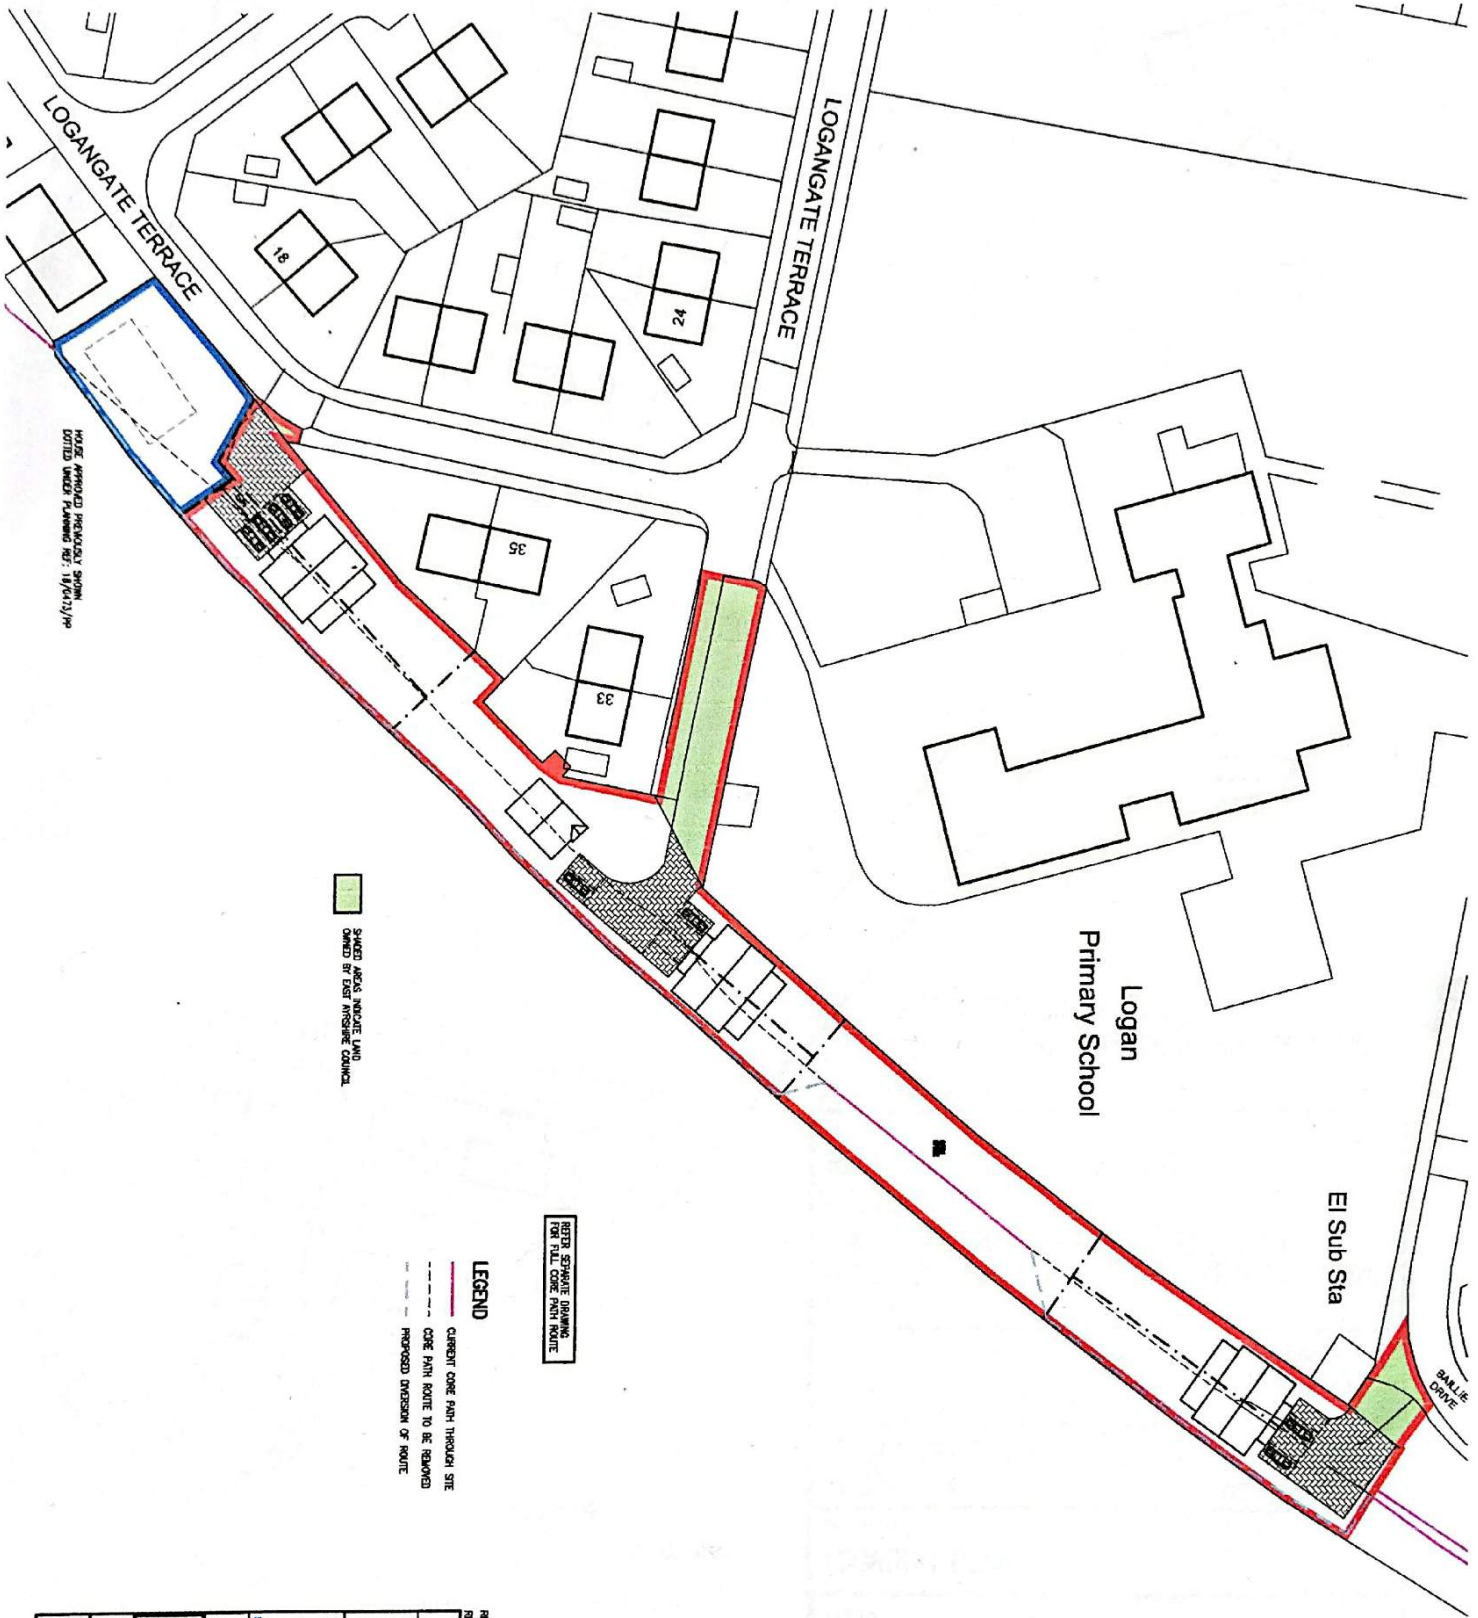 LOGANGATE TERRACE
LOGANGATE TERRACE
18
24
35
33
Logan
Primary School
El Sub Sta
BAILLIE
DRIVE
HOUSE APPROVED PREVIOUSLY SHOWN
DOTTED UNDER PLANNING REF: 18/0473/PP
SHADED AREAS INDICATE LAND
OWNED BY EAST AYRSHIRE COUNCIL
REFER SEPARATE DRAWING
FOR FULL CORE PATH ROUTE
LEGEND
CURRENT CORE PATH THROUGH SITE
CORE PATH ROUTE TO BE REMOVED
PROPOSED DIVERSION OF ROUTE